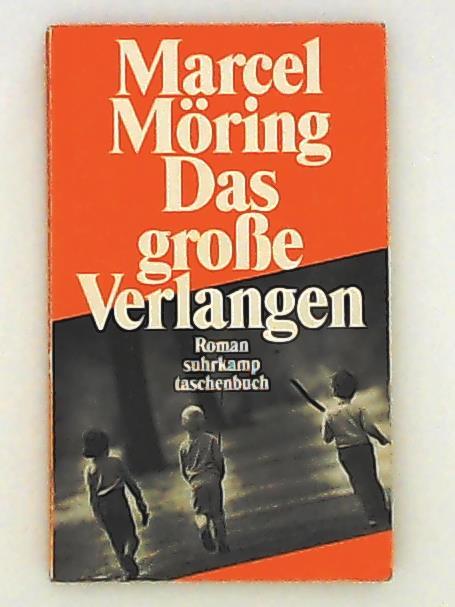 Marcel
Möring
Das
große
Verlangen
Roman
suhrkamp
taschenbuch